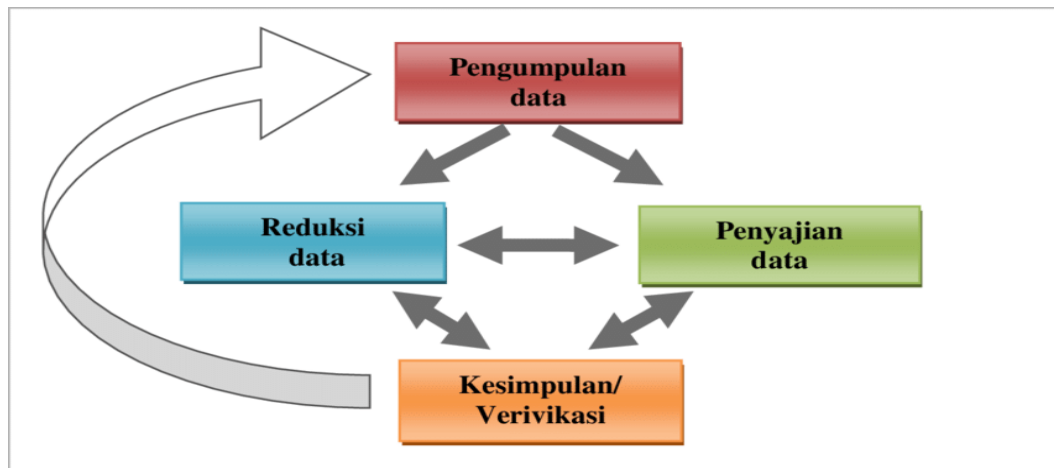 Pengumpulan
data
Reduksi
data
Penyajian
data
Kesimpulan/
Verivikasi